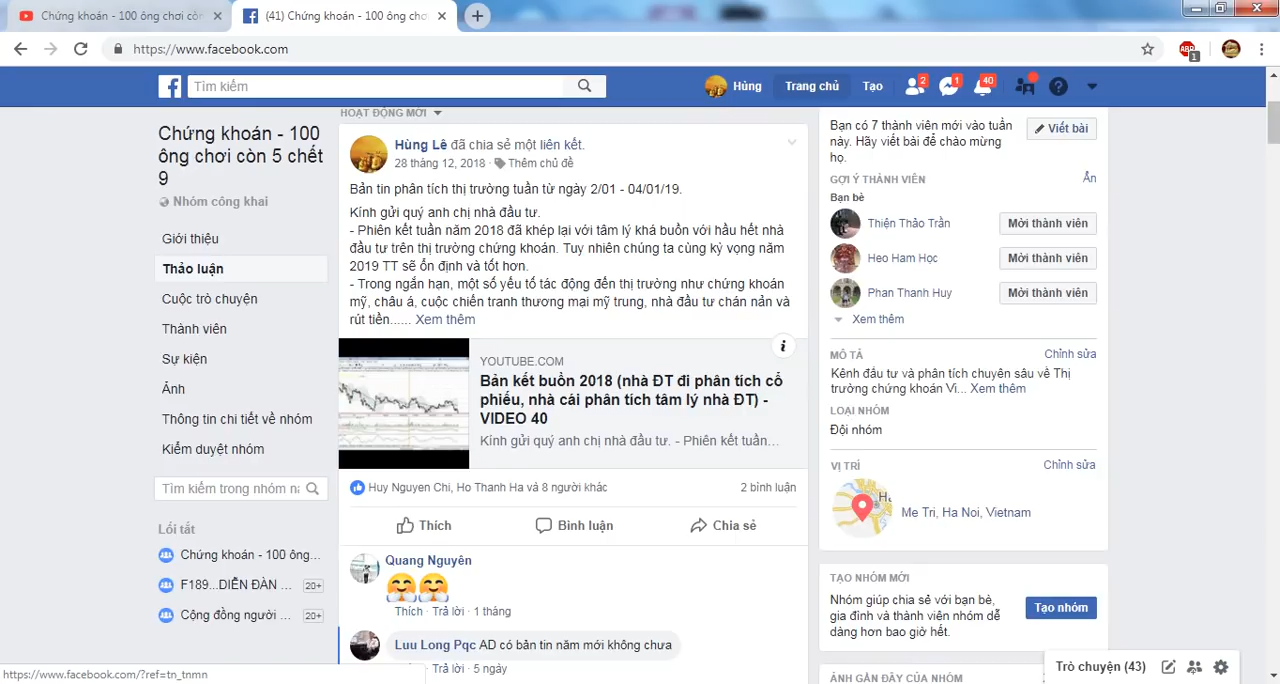 Chứng khoán - 100 ông chơi còn
(41) Chứng khoán - 100 ông cho
https://www.facebook.com
ABP
1
Tìm kiếm
Hùng
Trang chủ
Tạo
2
1
40
HOẠT ĐỘNG MỚI
Chứng khoán - 100
ông chơi còn 5 chết
9
Nhóm công khai
Giới thiệu
Thảo luận
Cuộc trò chuyện
Thành viên
Sự kiện
Ảnh
Thông tin chi tiết về nhóm
Kiểm duyệt nhóm
Tìm kiếm trong nhóm nà
Lối tắt
Chứng khoán - 100 ông...
F189...DIỄN ĐÀN ... 20+
Cộng đồng người ... 20+
Hùng Lê đã chia sẻ một liên kết.
28 tháng 12, 2018 · Thêm chủ đề
Bản tin phân tích thị trường tuần từ ngày 2/01 - 04/01/19.
Kính gửi quý anh chị nhà đầu tư.
- Phiên kết tuần năm 2018 đã khép lại với tâm lý khá buồn với hầu hết nhà
đầu tư trên thị trường chứng khoán. Tuy nhiên chúng ta cùng kỳ vọng năm
2019 TT sẽ ổn định và tốt hơn.
- Trong ngắn hạn, một số yếu tố tác động đến thị trường như chứng khoán
mỹ, châu á, cuộc chiến tranh thương mại mỹ trung, nhà đầu tư chán nản và
rút tiền...... Xem thêm
YOUTUBE.COM
Bản kết buồn 2018 (nhà ĐT đi phân tích cổ
phiếu, nhà cái phân tích tâm lý nhà ĐT) -
VIDEO 40
Kính gửi quý anh chị nhà đầu tư. - Phiên kết tuần...
Huy Nguyen Chi, Ho Thanh Ha và 8 người khác
2 bình luận
Thích
Bình luận
Chia sẻ
Quang Nguyên
Thích · Trả lời · 1 tháng
Luu Long Pqc AD có bản tin năm mới không chưa
Trả lời · 5 ngày
Bạn có 7 thành viên mới vào tuần
này. Hãy viết bài để chào mừng
họ.
Viết bài
GỢI Ý THÀNH VIÊN
Ẩn
Bạn bè
Thiện Thảo Trần
Mời thành viên
Heo Ham Học
Mời thành viên
Phan Thanh Huy
Mời thành viên
Xem thêm
MÔ TẢ
Chỉnh sửa
Kênh đầu tư và phân tích chuyên sâu về Thị
trường chứng khoán Vi... Xem thêm
LOẠI NHÓM
Đội nhóm
VỊ TRÍ
Chỉnh sửa
Me Tri, Ha Noi, Vietnam
TẠO NHÓM MỚI
Nhóm giúp chia sẻ với bạn bè,
gia đình và thành viên nhóm dễ
dàng hơn bao giờ hết.
Tạo nhóm
ẢNH GẦN ĐÂY CỦA NHÓM
Trò chuyện (43)
https://www.facebook.com/?ref=tn_tnmn